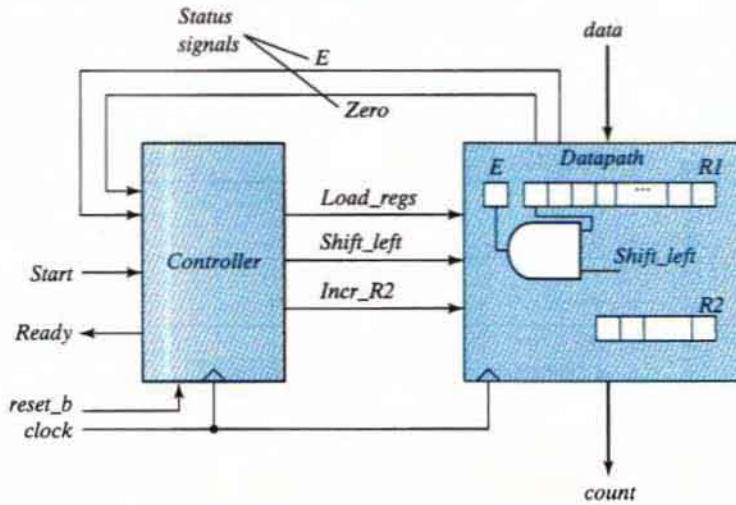 Status
signals
E
Zero
data
Datapath
E
R1
...
Load_regs
Shift_left
Incr_R2
Controller
Shift_left
R2
Start
Ready
reset_b
clock
count